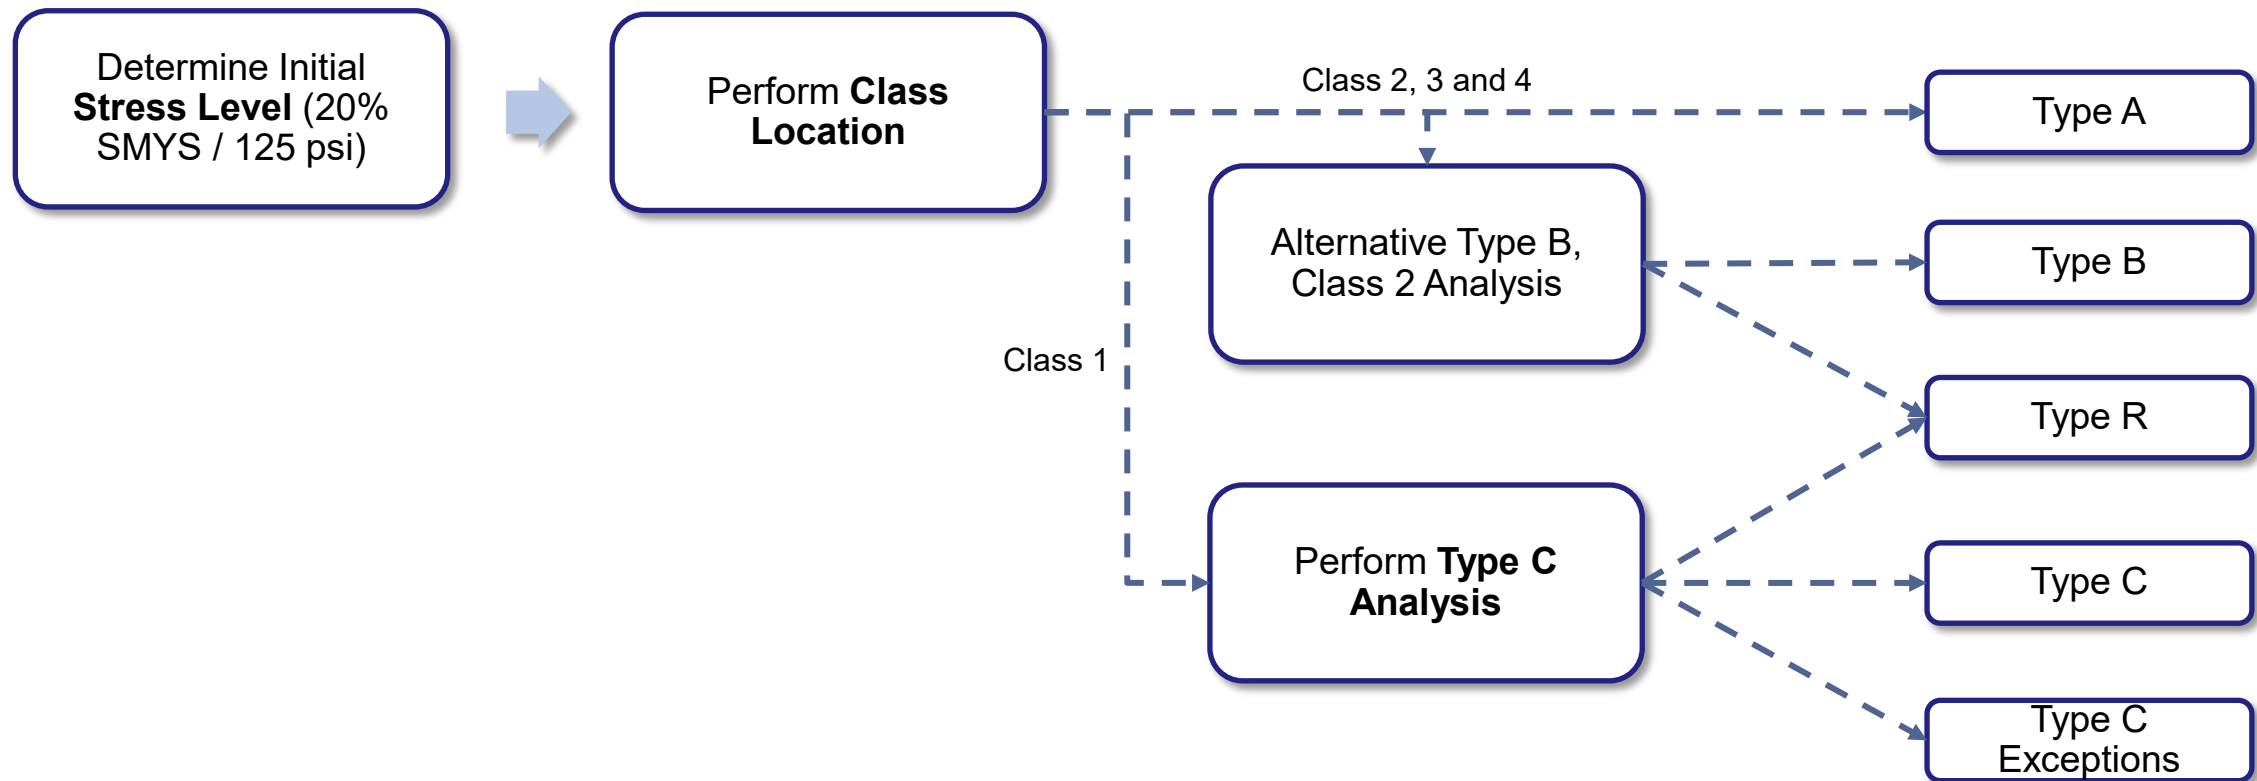 Determine Initial
Stress Level (20%
SMYS / 125 psi)
Perform Class
Location
Class 2, 3 and 4
Type A
Alternative Type B,
Class 2 Analysis
Type B
Class 1
Type R
Perform Type C
Analysis
Type C
Type C
Exceptions